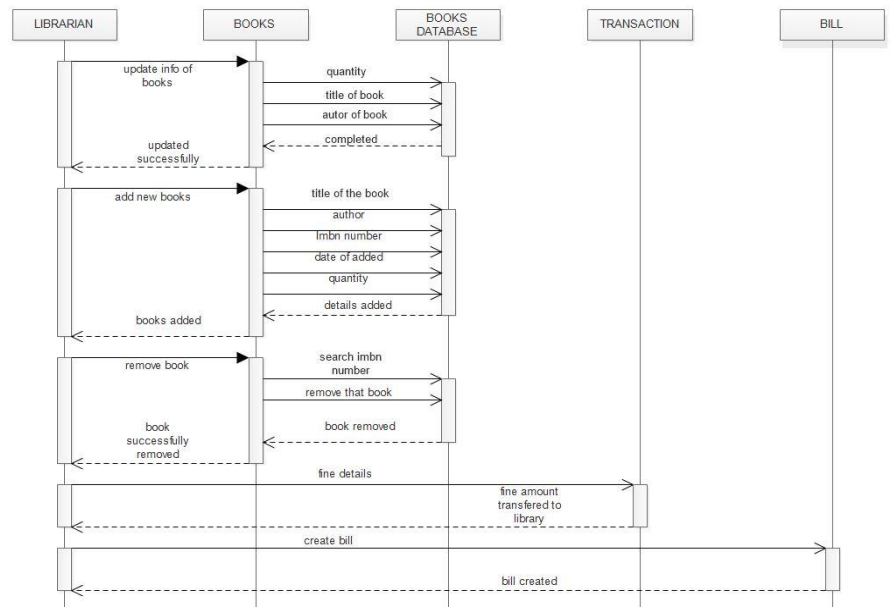 LIBRARIAN
BOOKS
BOOKS
DATABASE
TRANSACTION
BILL
update info of
books
quantity
title of book
autor of book
completed
updated
successfully
add new books
title of the book
author
Imbn number
date of added
quantity
details added
books added
remove book
search imbn
number
remove that book
book removed
book
successfully
removed
fine details
fine amount
transfered to
library
create bill
bill created